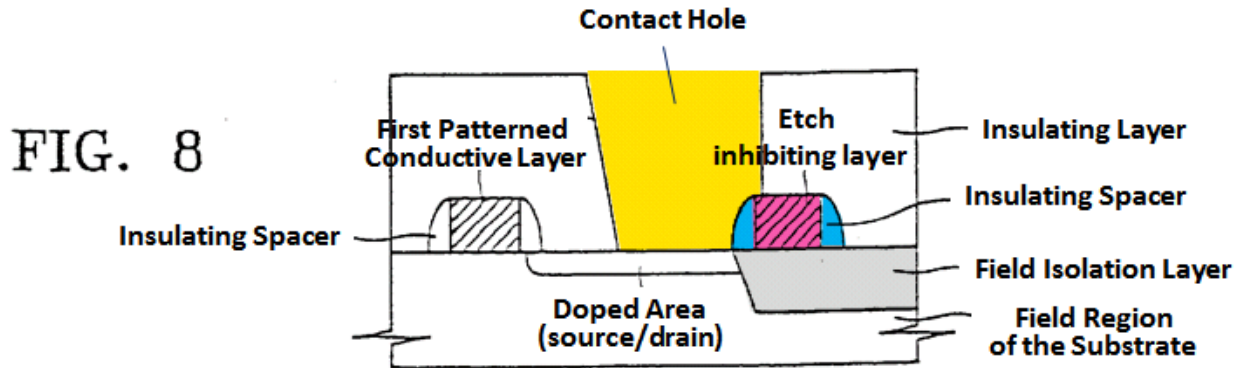 Contact Hole
FIG. 8
First Patterned
Conductive Layer
Etch
inhibiting layer
Insulating Layer
Insulating Spacer
Insulating Spacer
Field Isolation Layer
Doped Area
(source/drain)
Field Region
of the Substrate